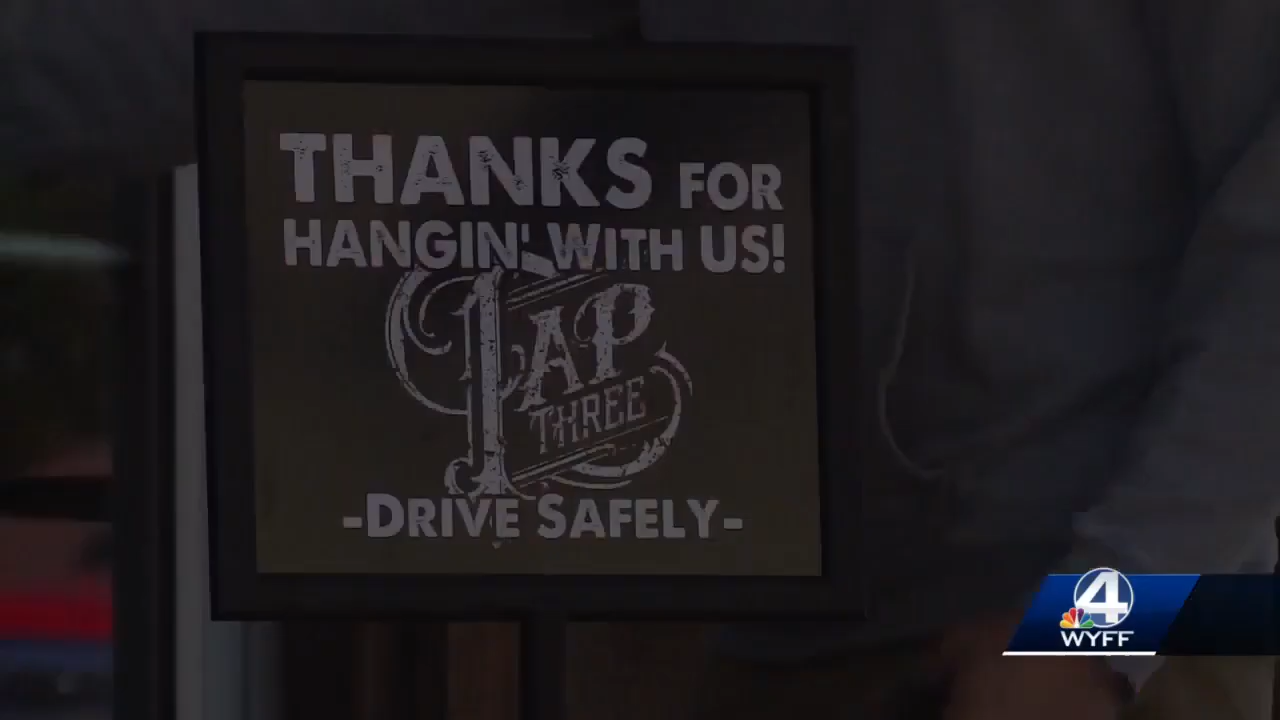 THANKS FOR
HANGIN' WITH US!
TAP
THREE
-DRIVE SAFELY-
4
WYFF